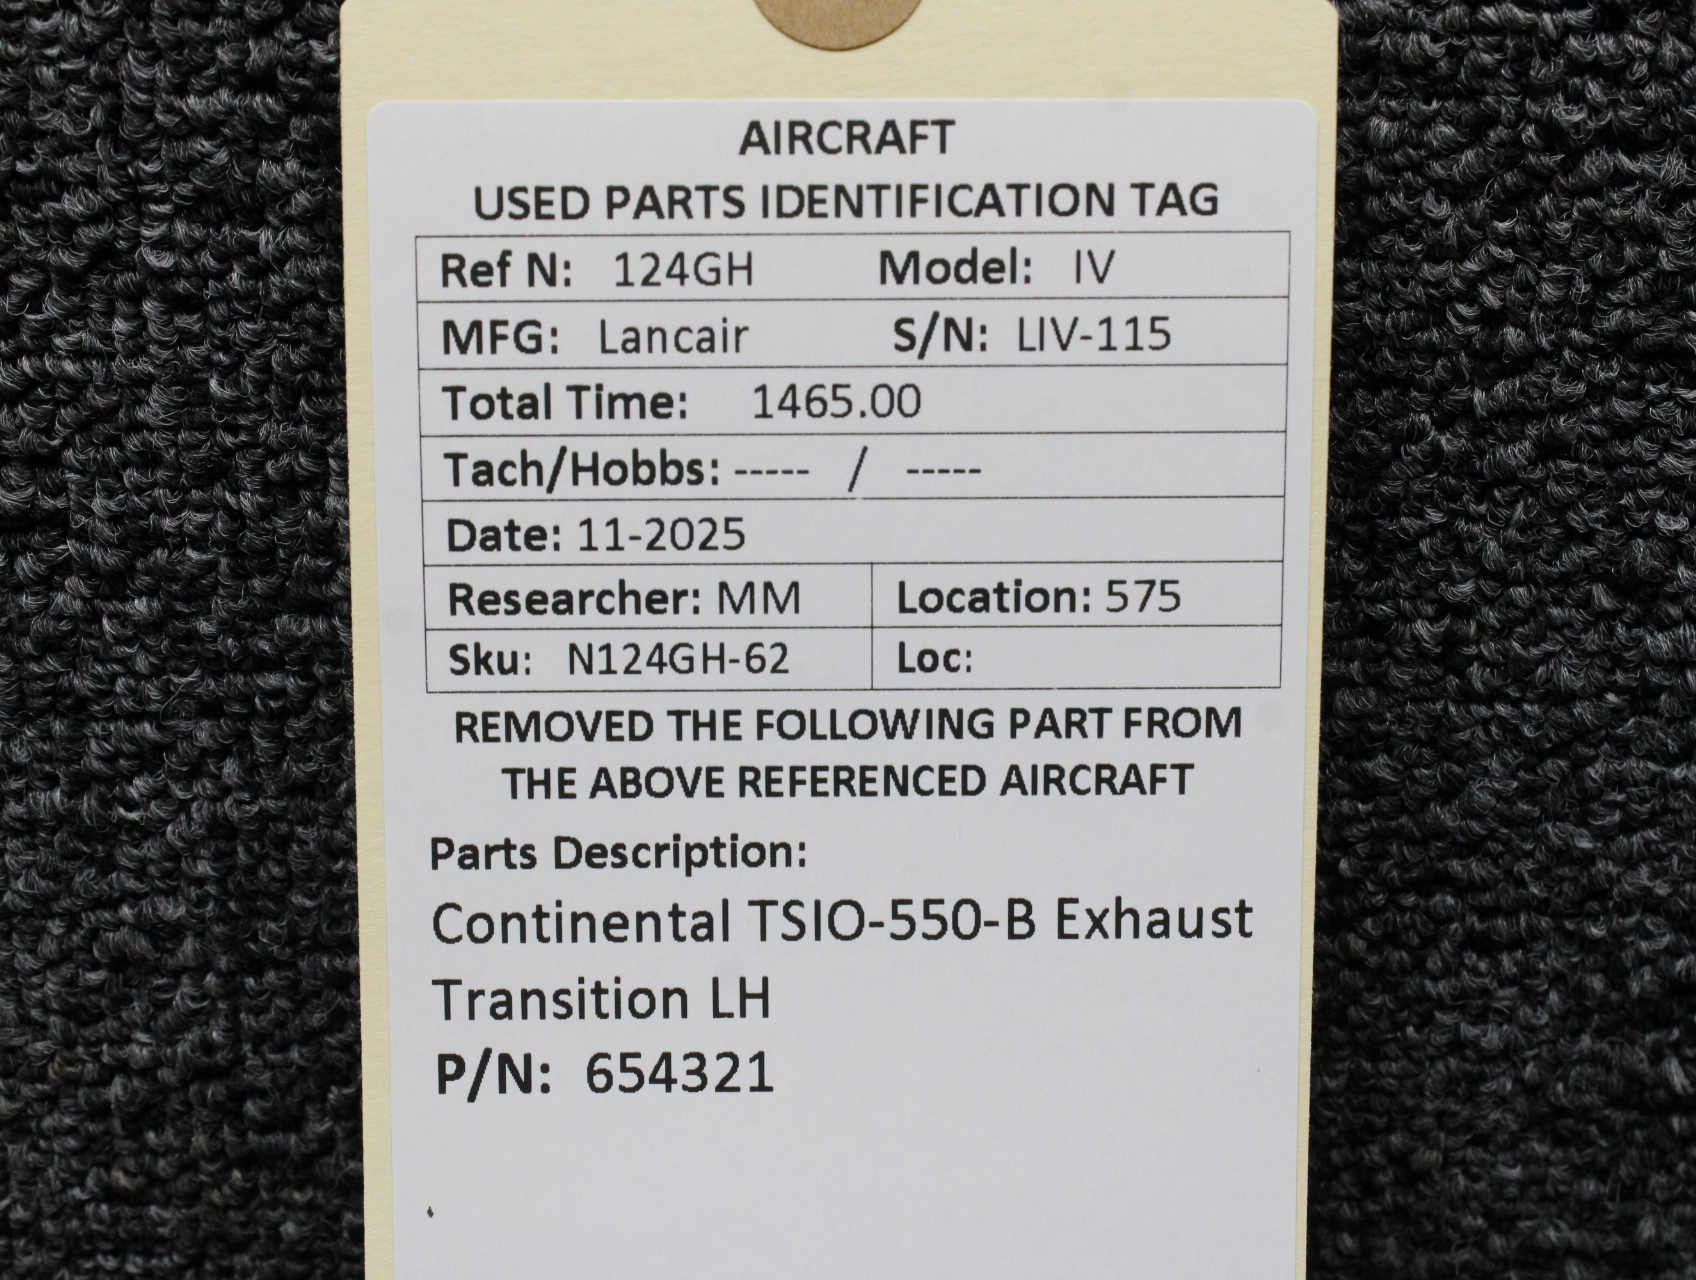 AIRCRAFT
USED PARTS IDENTIFICATION TAG
Ref N: 124GH Model: IV
MFG: Lancair S/N: LIV-115
Total Time: 1465.00
Tach/Hobbs: ----- / -----
Date: 11-2025
Researcher: MM Location: 575
Sku: N124GH-62 Loc:
REMOVED THE FOLLOWING PART FROM
THE ABOVE REFERENCED AIRCRAFT
Parts Description:
Continental TSIO-550-B Exhaust
Transition LH
P/N: 654321